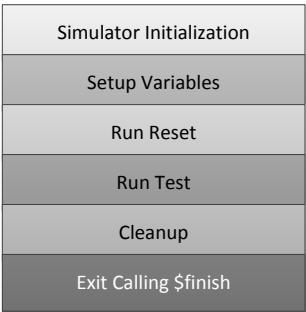 Simulator Initialization
Setup Variables
Run Reset
Run Test
Cleanup
Exit Calling $finish